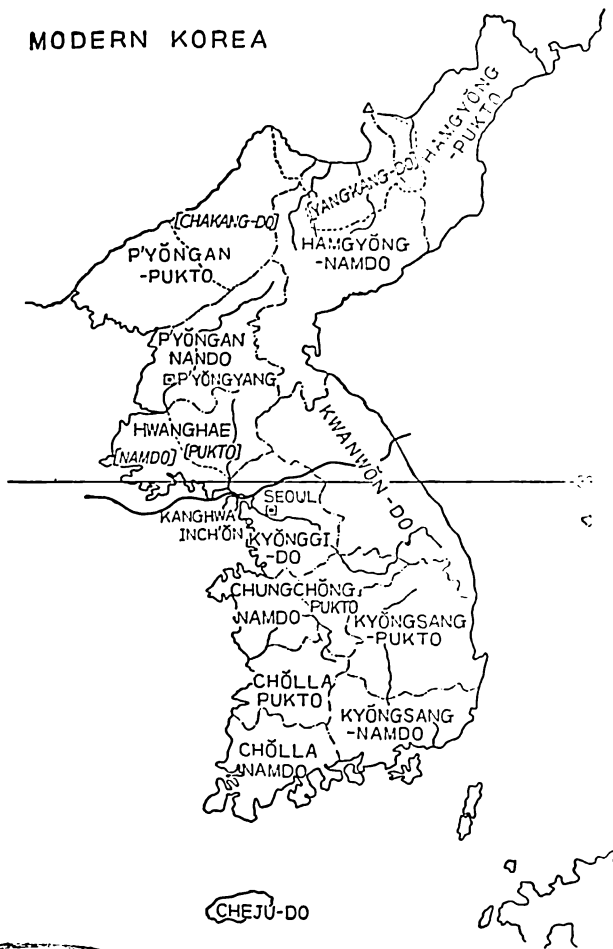 MODERN KOREA
HAMGYŎNG
-PUKTO
[YANGKANG-DO]
[CHAKANG-DO]
HAMGYŎNG
-NAMDO
P'YŎNGAN
-PUKTO
P'YŎNGAN
NANDO
P'YŎNGYANG
HWANGHAE
[PUKTO]
[NAMDO]
KWANWŎN-DO
SEOUL
KANGHWA
INCH'ŎN
KYŎNGGI
-DO
CHUNGCHŎNG
PUKTO
NAMDO
KYŎNGSANG
-PUKTO
CHŎLLA
PUKTO
KYŎNGSANG
-NAMDO
CHŎLLA
NAMDO
CHEJU-DO